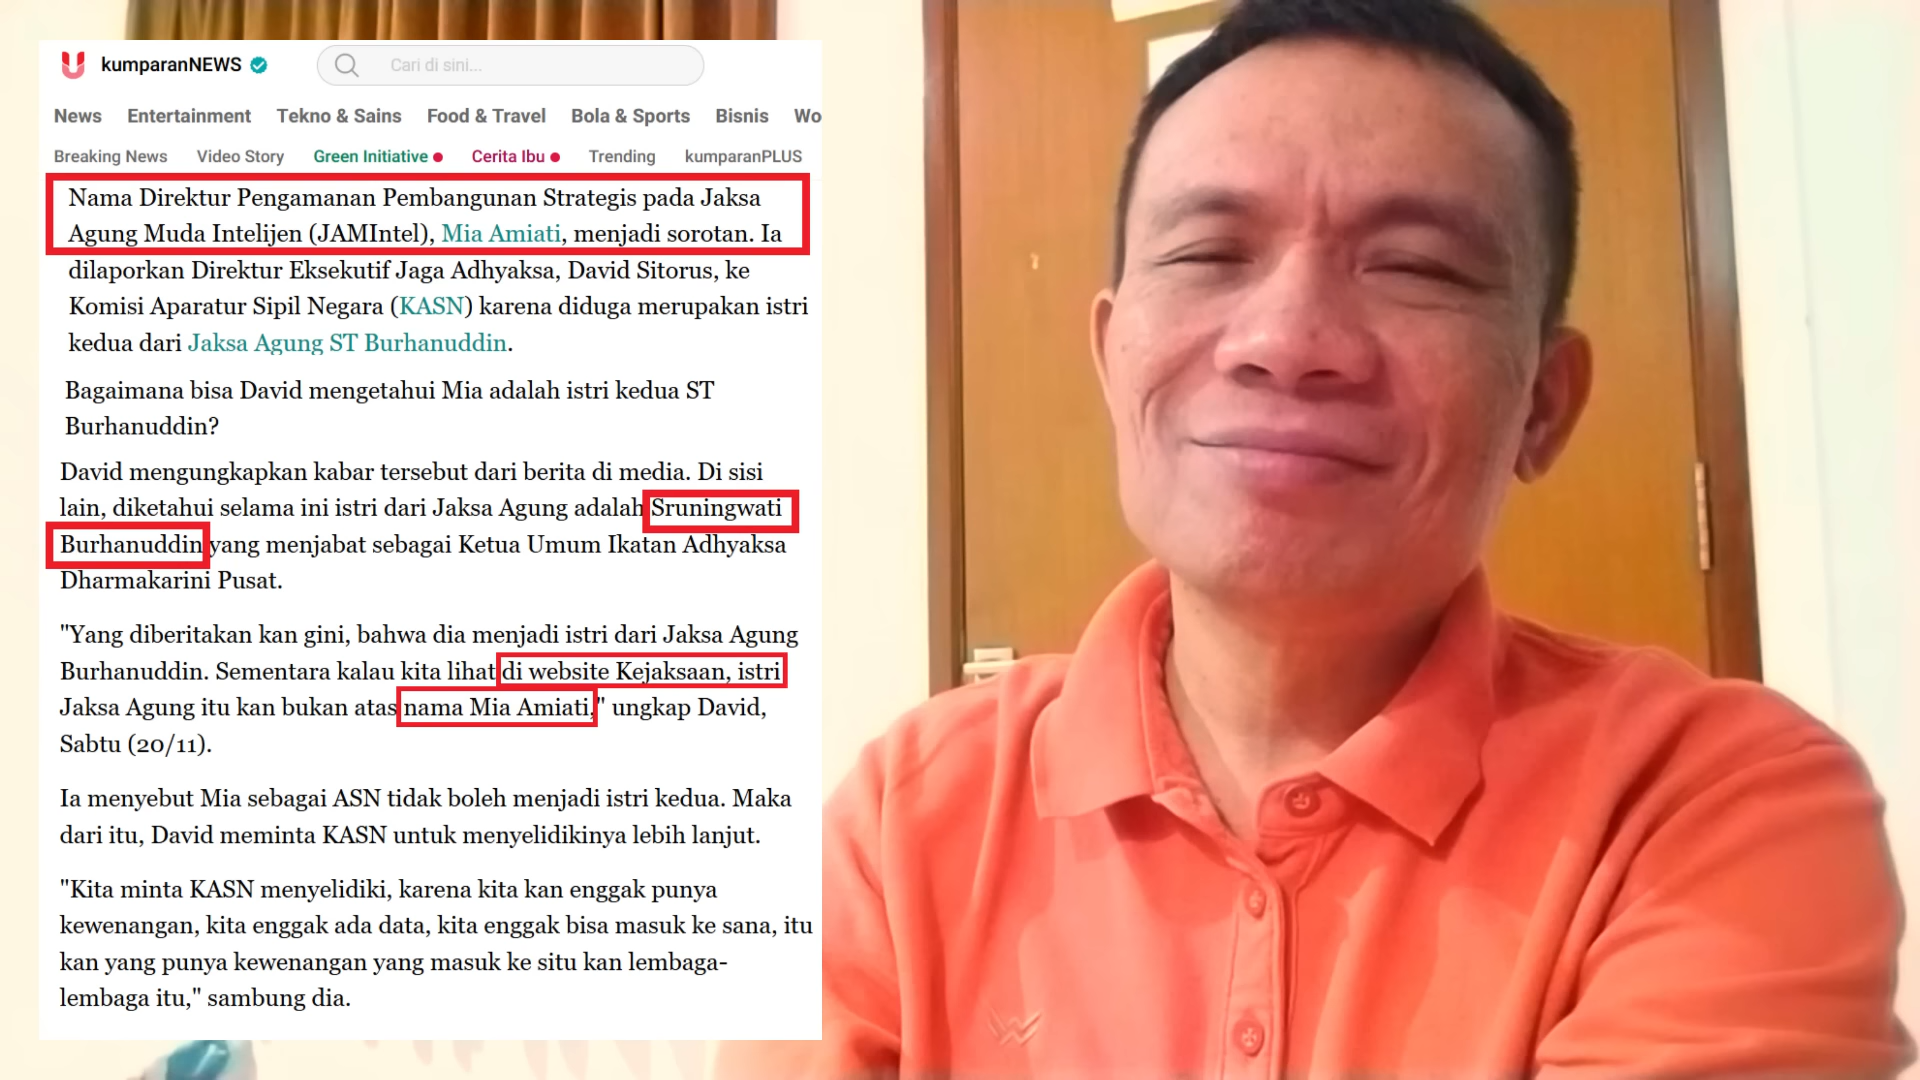 kumparanNEWS
Cari di sini...
News Entertainment Tekno & Sains Food & Travel Bola & Sports Bisnis Wo
Breaking News Video Story Green Initiative Cerita Ibu Trending kumparanPLUS
Nama Direktur Pengamanan Pembangunan Strategis pada Jaksa
Agung Muda Intelijen (JAMIntel), Mia Amiati, menjadi sorotan. Ia
dilaporkan Direktur Eksekutif Jaga Adhyaksa, David Sitorus, ke
Komisi Aparatur Sipil Negara (KASN) karena diduga merupakan istri
kedua dari Jaksa Agung ST Burhanuddin.
Bagaimana bisa David mengetahui Mia adalah istri kedua ST
Burhanuddin?
David mengungkapkan kabar tersebut dari berita di media. Di sisi
lain, diketahui selama ini istri dari Jaksa Agung adalah Sruningwati
Burhanuddin yang menjabat sebagai Ketua Umum Ikatan Adhyaksa
Dharmakarini Pusat.
"Yang diberitakan kan gini, bahwa dia menjadi istri dari Jaksa Agung
Burhanuddin. Sementara kalau kita lihat di website Kejaksaan, istri
Jaksa Agung itu kan bukan atas nama Mia Amiati," ungkap David,
Sabtu (20/11).
Ia menyebut Mia sebagai ASN tidak boleh menjadi istri kedua. Maka
dari itu, David meminta KASN untuk menyelidikinya lebih lanjut.
"Kita minta KASN menyelidiki, karena kita kan enggak punya
kewenangan, kita enggak ada data, kita enggak bisa masuk ke sana, itu
kan yang punya kewenangan yang masuk ke situ kan lembaga-
lembaga itu," sambung dia.